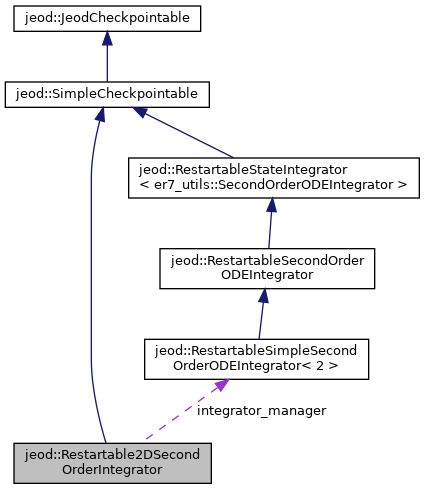 jeod::JeodCheckpointable
jeod::SimpleCheckpointable
jeod::RestartableStateIntegrator
< er7_utils::SecondOrderODEIntegrator >
jeod::RestartableSecondOrder
ODEIntegrator
jeod::RestartableSimpleSecond
OrderODEIntegrator< 2 >
integrator_manager
jeod::Restartable2DSecond
OrderIntegrator